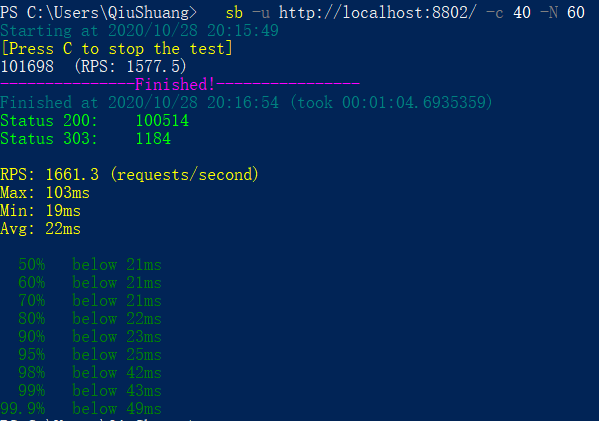 PS C:\Users\QiuShuang> sb -u http://localhost:8802/ -c 40 -N 60
Starting at 2020/10/28 20:15:49
[Press C to stop the test]
101698 (RPS: 1577.5)
---------------Finished!----------------
Finished at 2020/10/28 20:16:54 (took 00:01:04.6935359)
Status 200: 100514
Status 303: 1184
RPS: 1661.3 (requests/second)
Max: 103ms
Min: 19ms
Avg: 22ms
50% below 21ms
60% below 21ms
70% below 21ms
80% below 22ms
90% below 23ms
95% below 25ms
98% below 42ms
99% below 43ms
99.9% below 49ms